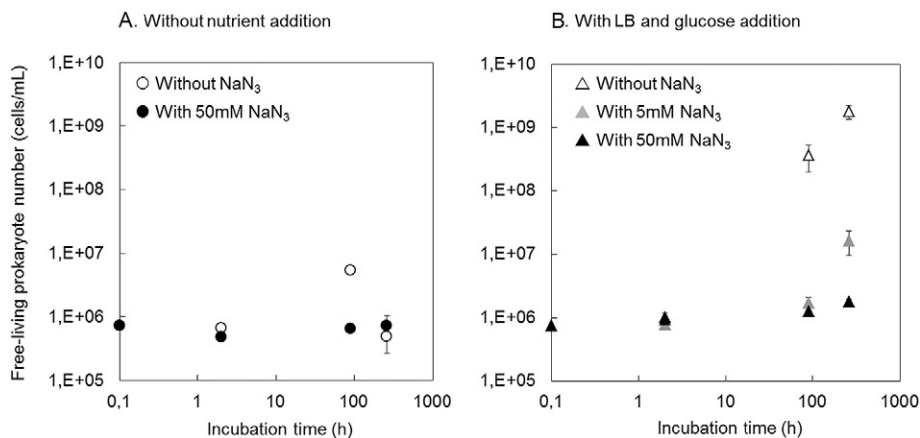 A. Without nutrient addition
Free-living prokaryote number (cells/mL)
1,E+10
1,E+09
1,E+08
1,E+07
1,E+06
1,E+05
Without NaN₃
With 50mM NaN₃
0,1 1 10 100 1000
Incubation time (h)
B. With LB and glucose addition
1,E+10
1,E+09
1,E+08
1,E+07
1,E+06
1,E+05
Without NaN₃
With 5mM NaN₃
With 50mM NaN₃
0,1 1 10 100 1000
Incubation time (h)